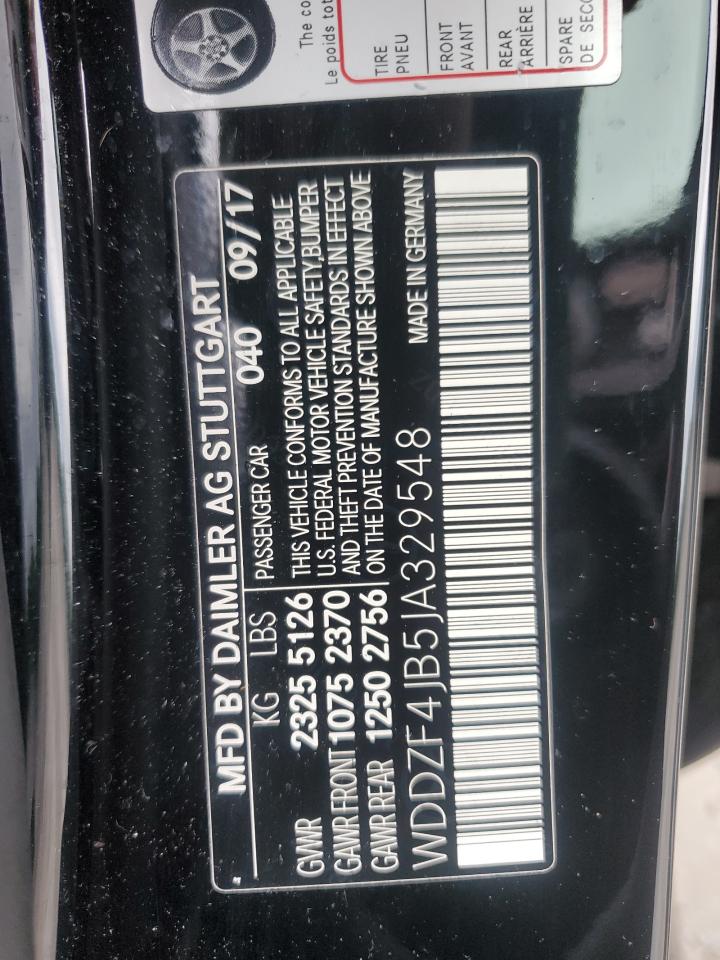 MFD BY DAIMLER AG STUTTGART
KG LBS PASSENGER CAR 040 09/17
GVWR 2325 5126 THIS VEHICLE CONFORMS TO ALL APPLICABLE
U.S. FEDERAL MOTOR VEHICLE SAFETY,BUMPER
GAWR FRONT 1075 2370 AND THEFT PREVENTION STANDARDS IN EFFECT
GAWR REAR 1250 2756 ON THE DATE OF MANUFACTURE SHOWN ABOVE
WDDZF4JB5JA329548 MADE IN GERMANY
The co
Le poids tot
TIRE
PNEU
FRONT
AVANT
REAR
ARRIÈRE
SPARE
DE SECO